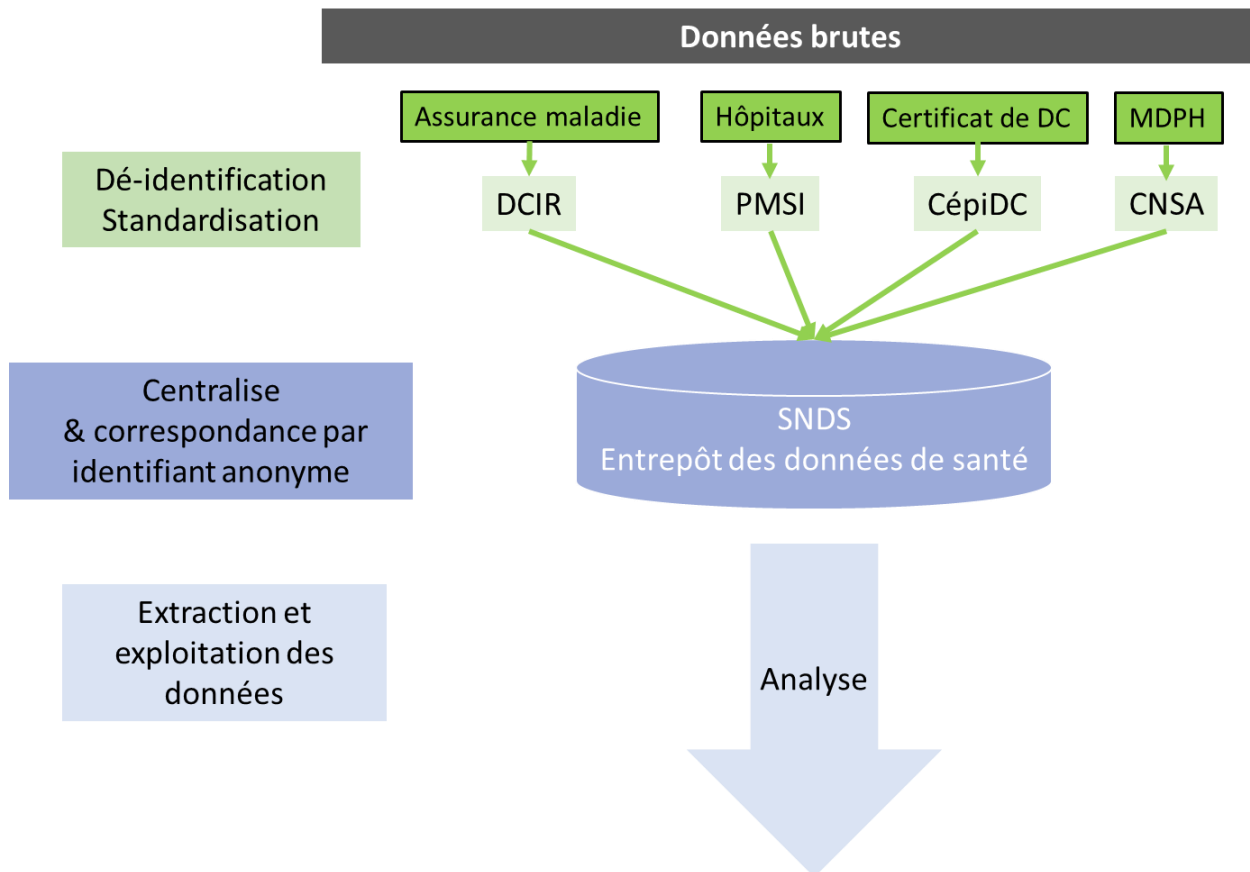 Données brutes
Assurance maladie
Hôpitaux
Certificat de DC
MDPH
Dé-identification
Standardisation
DCIR
PMSI
CépiDC
CNSA
Centralise
& correspondance par
identifiant anonyme
SNDS
Entrepôt des données de santé
Extraction et
exploitation des
données
Analyse